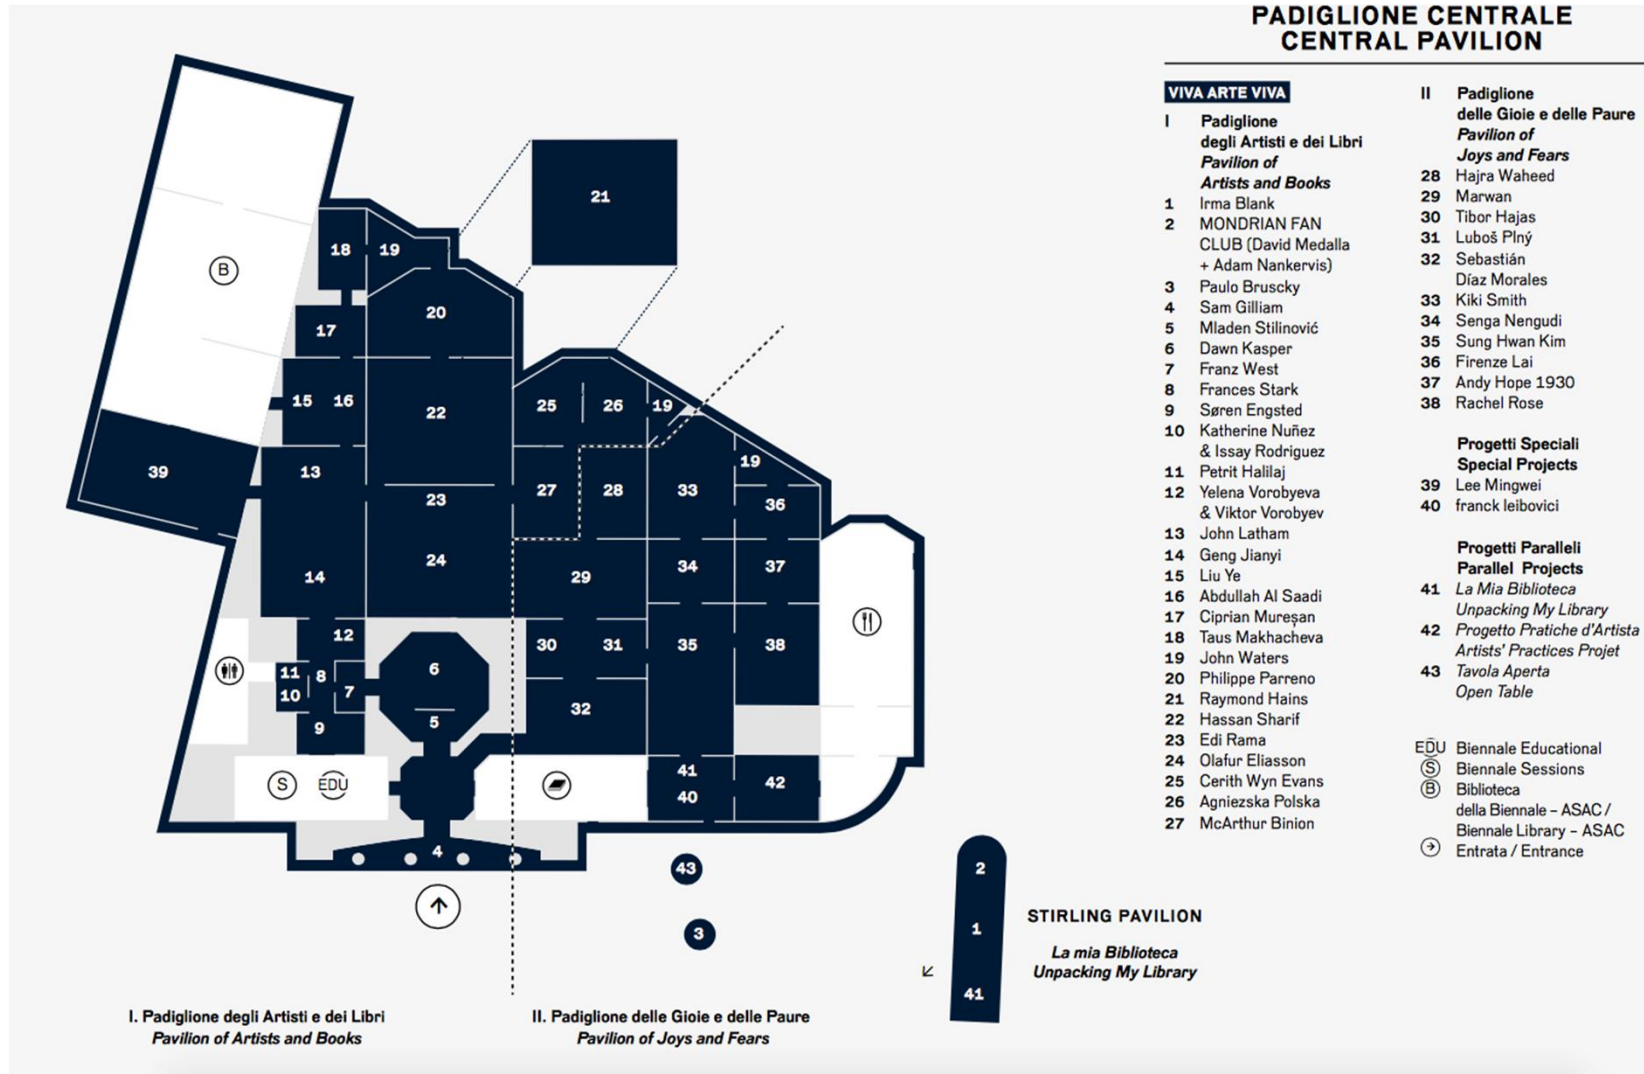 PADIGLIONE CENTRALE
CENTRAL PAVILION
VIVA ARTE VIVA
I Padiglione
degli Artisti e dei Libri
Pavilion of
Artists and Books
1 Irma Blank
2 MONDRIAN FAN
CLUB (David Medalla
+ Adam Nankervis)
3 Paulo Bruscky
4 Sam Gilliam
5 Mladen Stilinović
6 Dawn Kasper
7 Franz West
8 Frances Stark
9 Søren Engsted
10 Katherine Nuñez
& Issay Rodriguez
11 Petrit Halilaj
12 Yelena Vorobyeva
& Viktor Vorobyev
13 John Latham
14 Geng Jianyi
15 Liu Ye
16 Abdullah Al Saadi
17 Ciprian Mureșan
18 Taus Makhacheva
19 John Waters
20 Philippe Parreno
21 Raymond Hains
22 Hassan Sharif
23 Edi Rama
24 Olafur Eliasson
25 Cerith Wyn Evans
26 Agniezska Polska
27 McArthur Binion
II Padiglione
delle Gioie e delle Paure
Pavilion of
Joys and Fears
28 Hajra Waheed
29 Marwan
30 Tibor Hajas
31 Luboš Plný
32 Sebastián
Díaz Morales
33 Kiki Smith
34 Senga Nengudi
35 Sung Hwan Kim
36 Firenze Lai
37 Andy Hope 1930
38 Rachel Rose
Progetti Speciali
Special Projects
39 Lee Mingwei
40 franck leibovici
Progetti Paralleli
Parallel Projects
41 La Mia Biblioteca
Unpacking My Library
42 Progetto Pratiche d'Artista
Artists' Practices Projet
43 Tavola Aperta
Open Table
EDU Biennale Educational
S Biennale Sessions
B Biblioteca
della Biennale – ASAC /
Biennale Library – ASAC
Entrata / Entrance
21
18 19
B
20
17
15 16
22
25 26 19
39
13
23
27 28
33
19
36
24
14
29
34
37
12
11
10
8
7
9
6
5
30 31
35
38
32
S EDU
41
40
42
4
43
3
2
1
41
STIRLING PAVILION
La mia Biblioteca
Unpacking My Library
I. Padiglione degli Artisti e dei Libri
Pavilion of Artists and Books
II. Padiglione delle Gioie e delle Paure
Pavilion of Joys and Fears